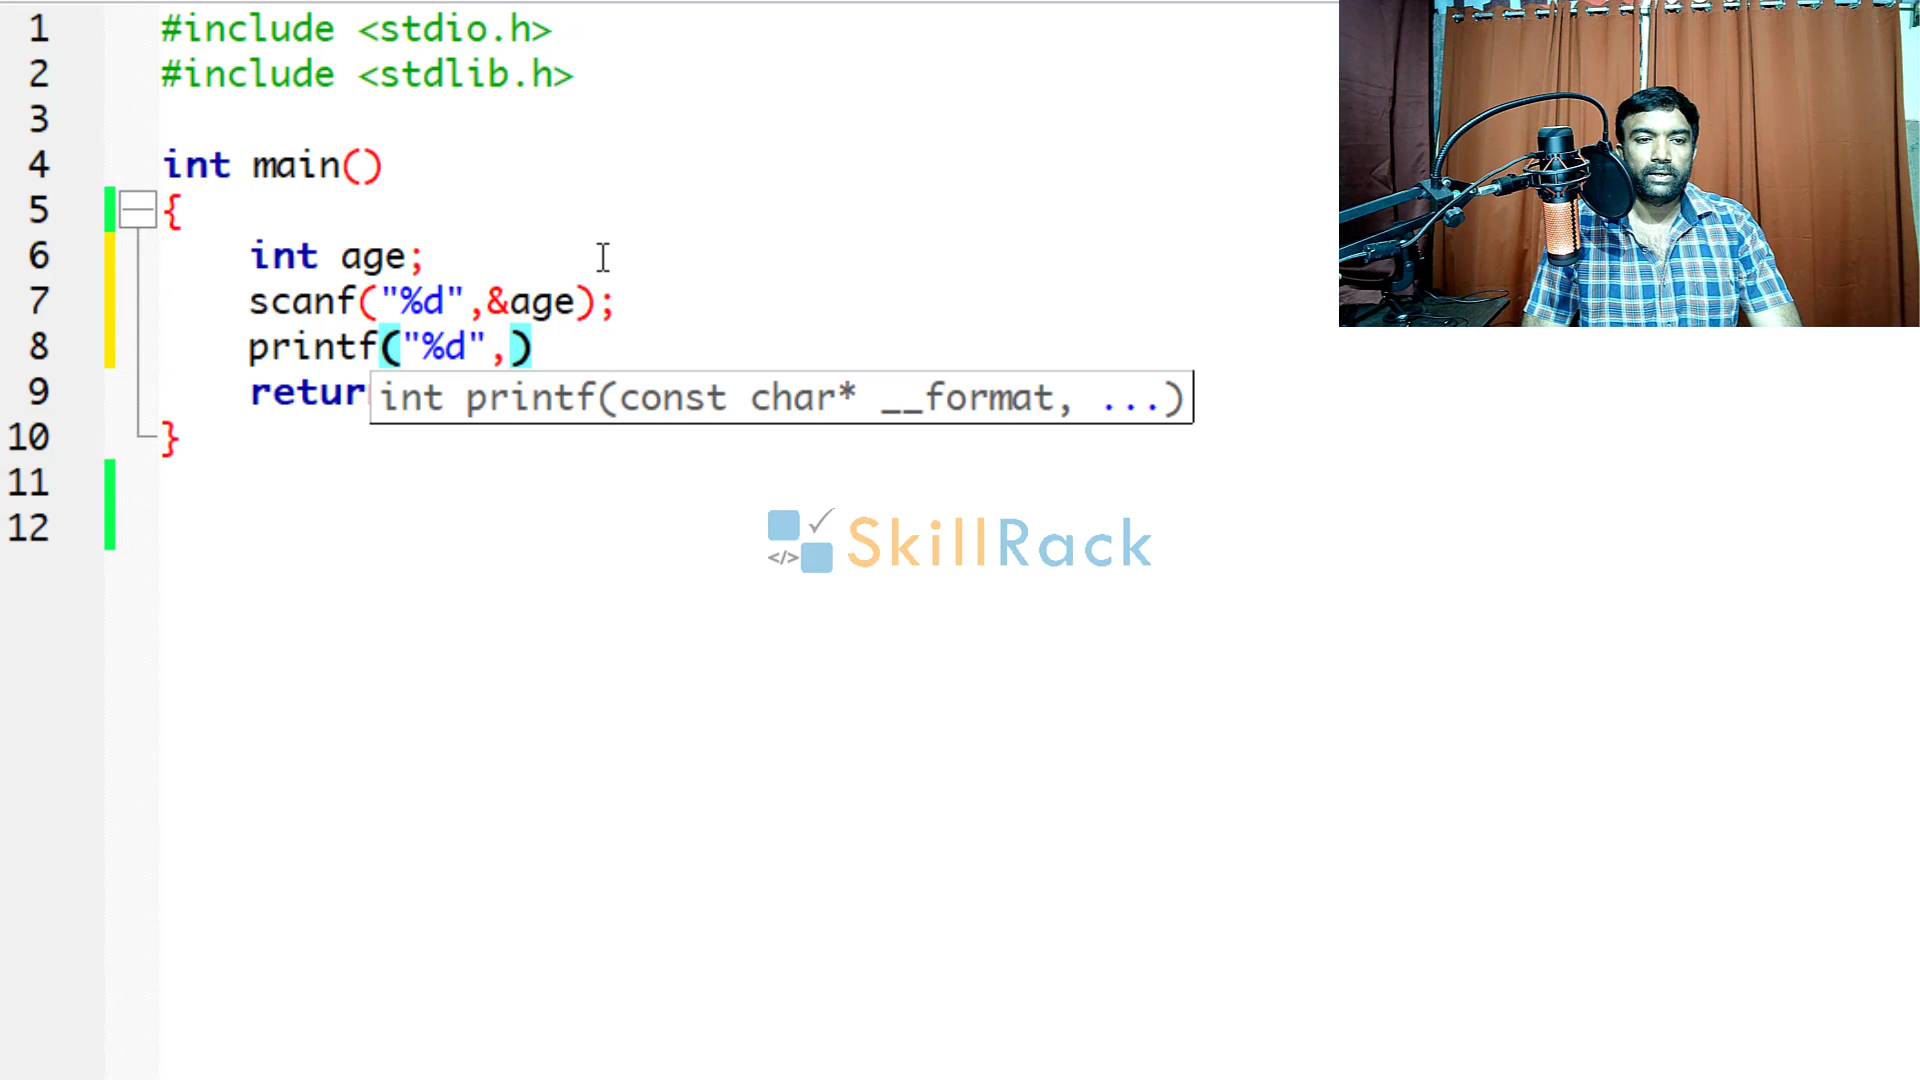 1 #include <stdio.h>
2 #include <stdlib.h>
3
4 int main()
5 {
6 int age;
7 scanf("%d",&age);
8 printf("%d",)
9 retur
int printf(const char* __format, ...)
10 }
11
12
</> SkillRack